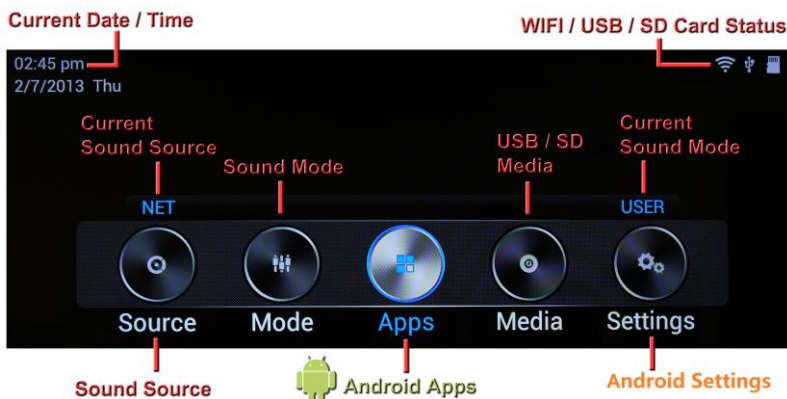 Current Date / Time
WIFI / USB / SD Card Status
02:45 pm
2/7/2013 Thu
Current
Sound Source
Sound Mode
USB / SD
Media
Current
Sound Mode
NET
USER
Source
Mode
Apps
Media
Settings
Sound Source
Android Apps
Android Settings